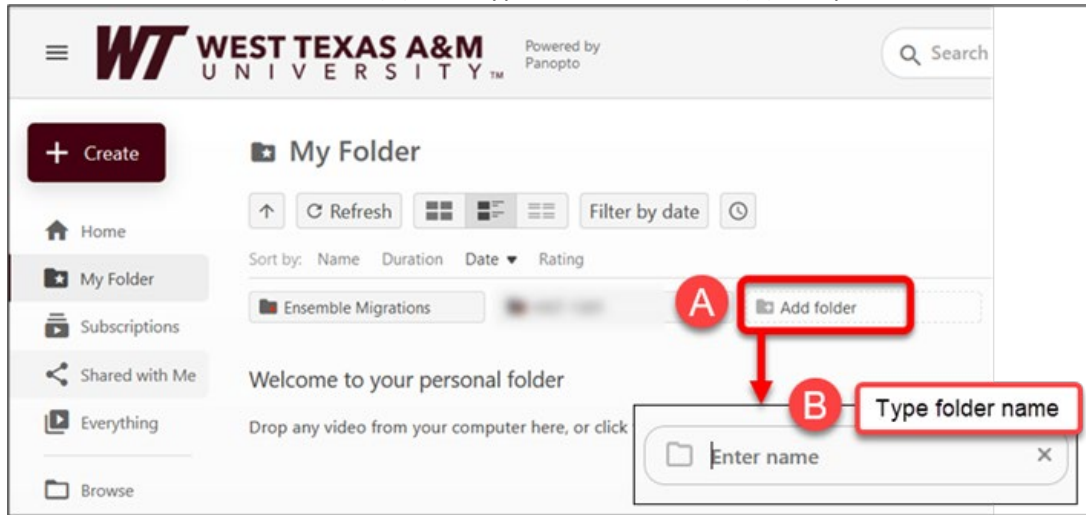 WT WEST TEXAS A&M
UNIVERSITY TM
Powered by
Panopto
Search
+ Create
My Folder
Refresh
Filter by date
Home
Sort by: Name Duration Date ▼ Rating
My Folder
Ensemble Migrations
A
Add folder
Subscriptions
Shared with Me
Welcome to your personal folder
B
Type folder name
Everything
Drop any video from your computer here, or click
Enter name
Browse